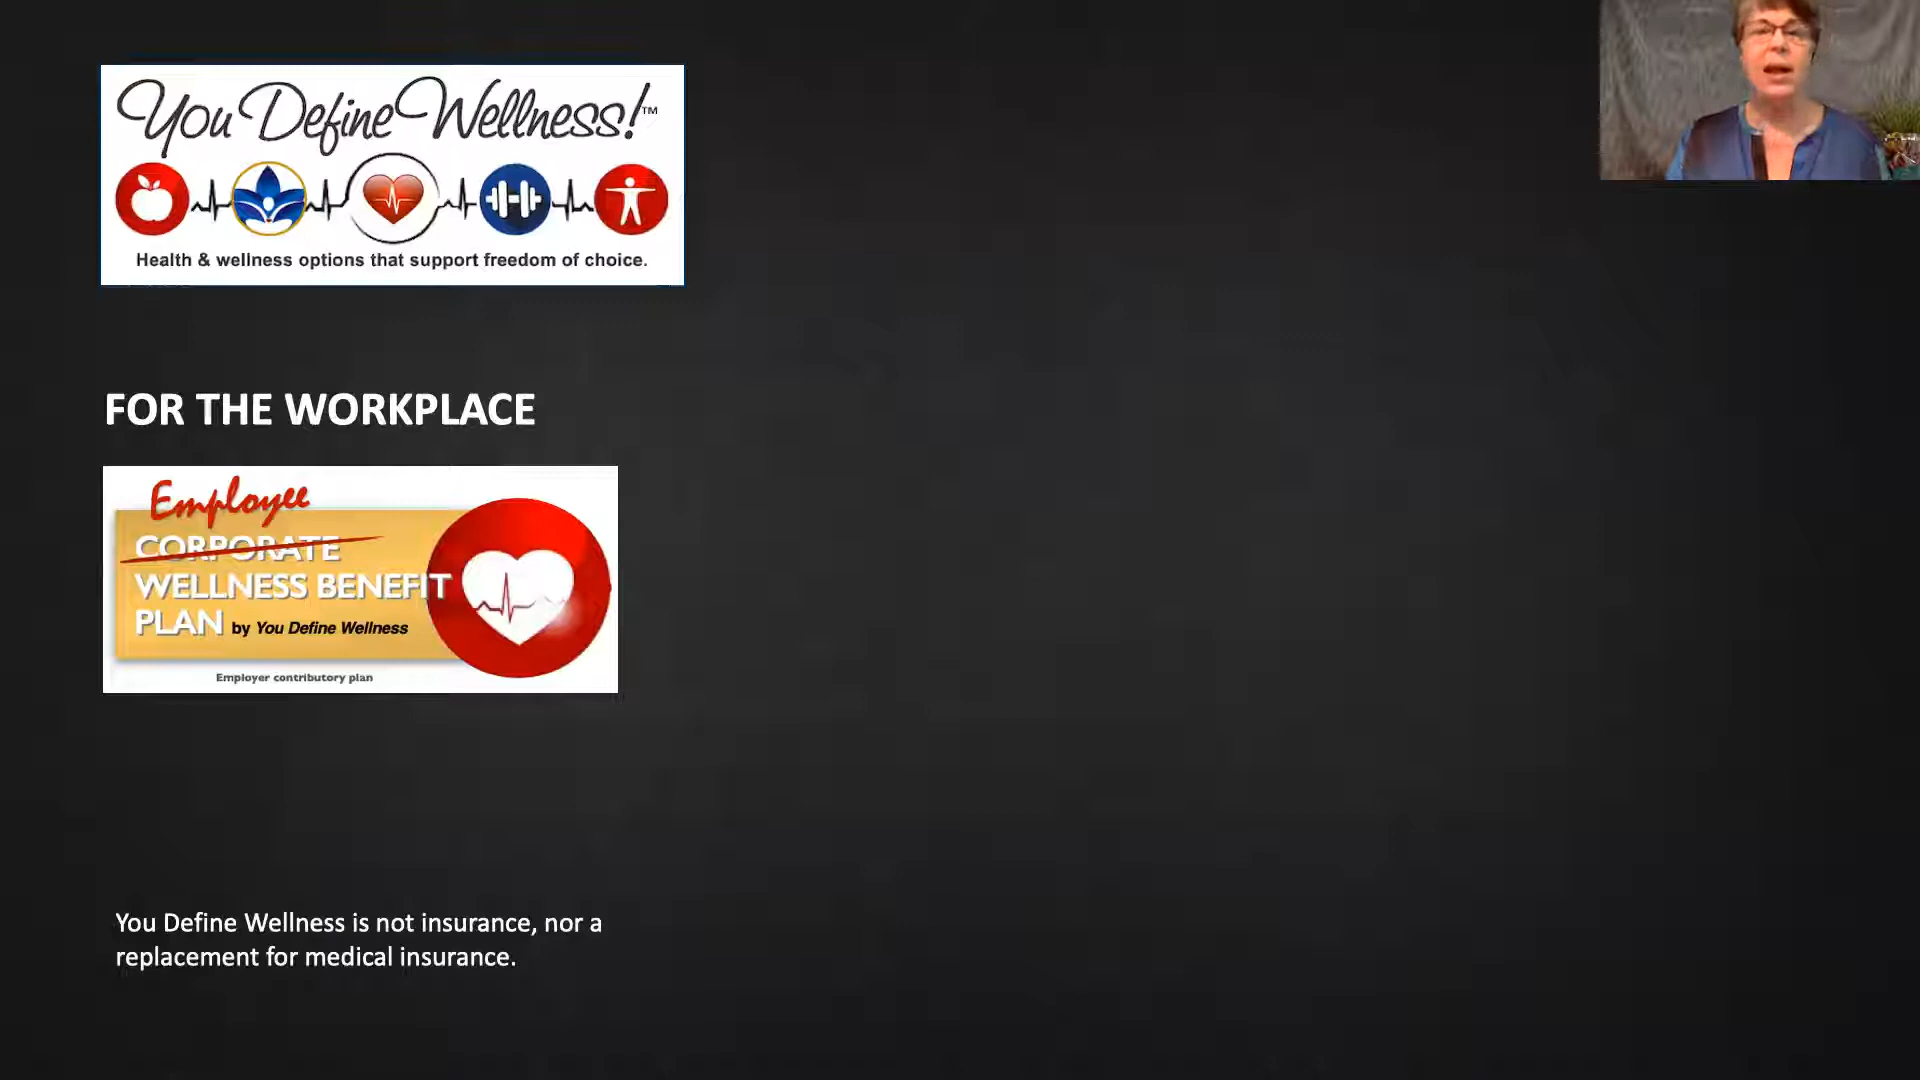 You Define Wellness!™
Health & wellness options that support freedom of choice.
FOR THE WORKPLACE
Employee
CORPORATE
WELLNESS BENEFIT
PLAN by You Define Wellness
Employer contributory plan
You Define Wellness is not insurance, nor a
replacement for medical insurance.